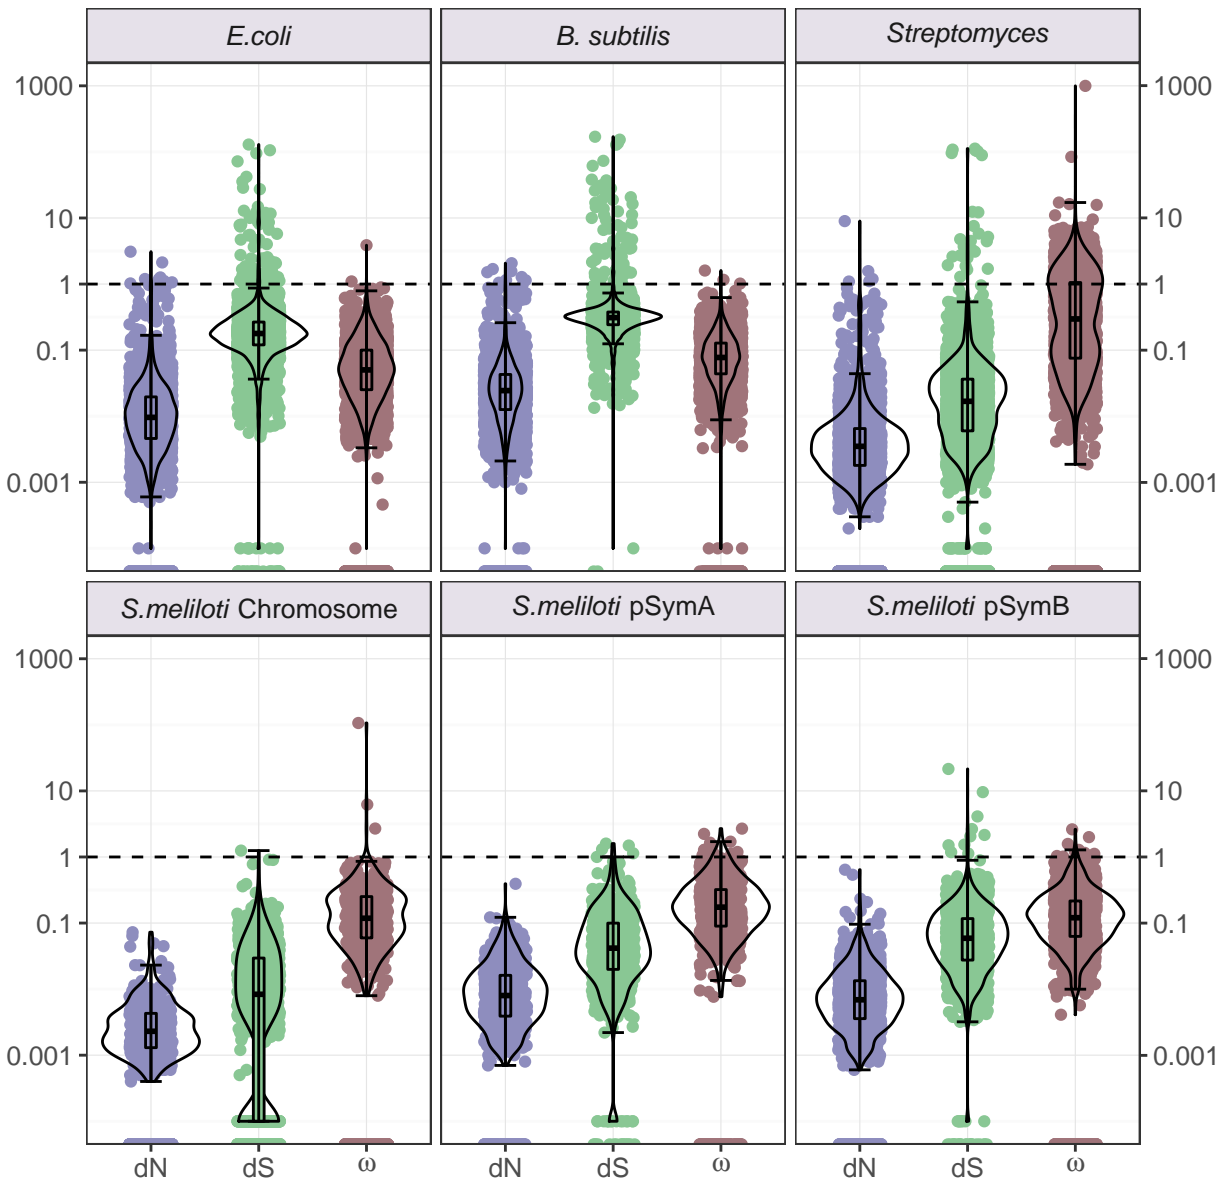 E.coli
B. subtilis
Streptomyces
1000
10
1
0.1
0.001
1000
10
1
0.1
0.001
S.meliloti Chromosome
S.meliloti pSymA
S.meliloti pSymB
1000
10
1
0.1
0.001
1000
10
1
0.1
0.001
dN dS ω
dN dS ω
dN dS ω